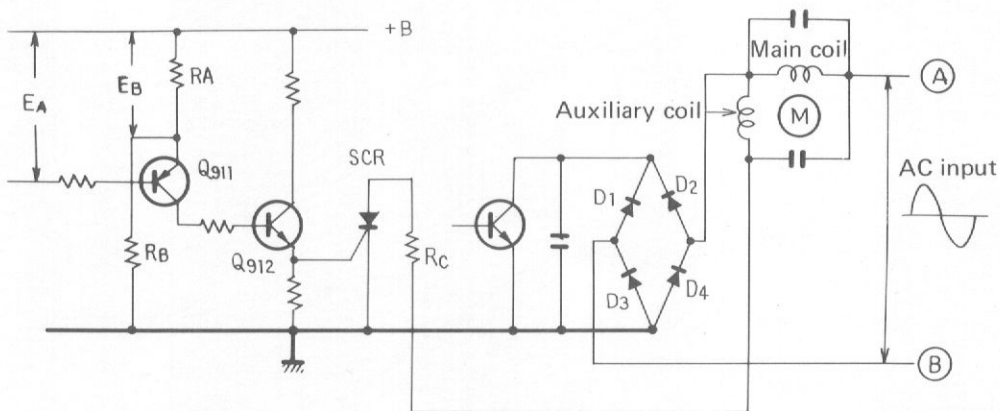 +B
EA
EB
RA
Q911
RB
Q912
SCR
RC
D1
D2
D3
D4
Main coil
Auxiliary coil
M
A
AC input
B